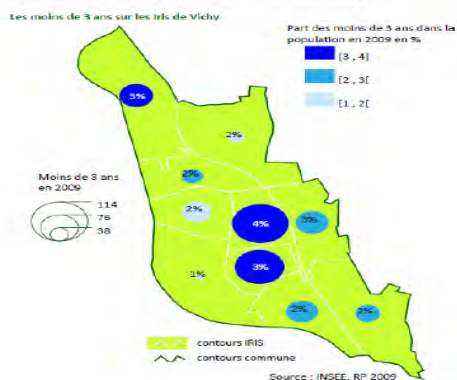 Les moins de 3 ans sur les Iris de Vichy
Part des moins de 3 ans dans la
population en 2009 en %
[3 , 4]
[2 , 3[
[1 , 2[
3%
2%
2%
2%
4%
3%
3%
1%
2%
2%
Moins de 3 ans
en 2009
114
76
38
contours IRIS
contours commune
Source : INSEE, RP 2009